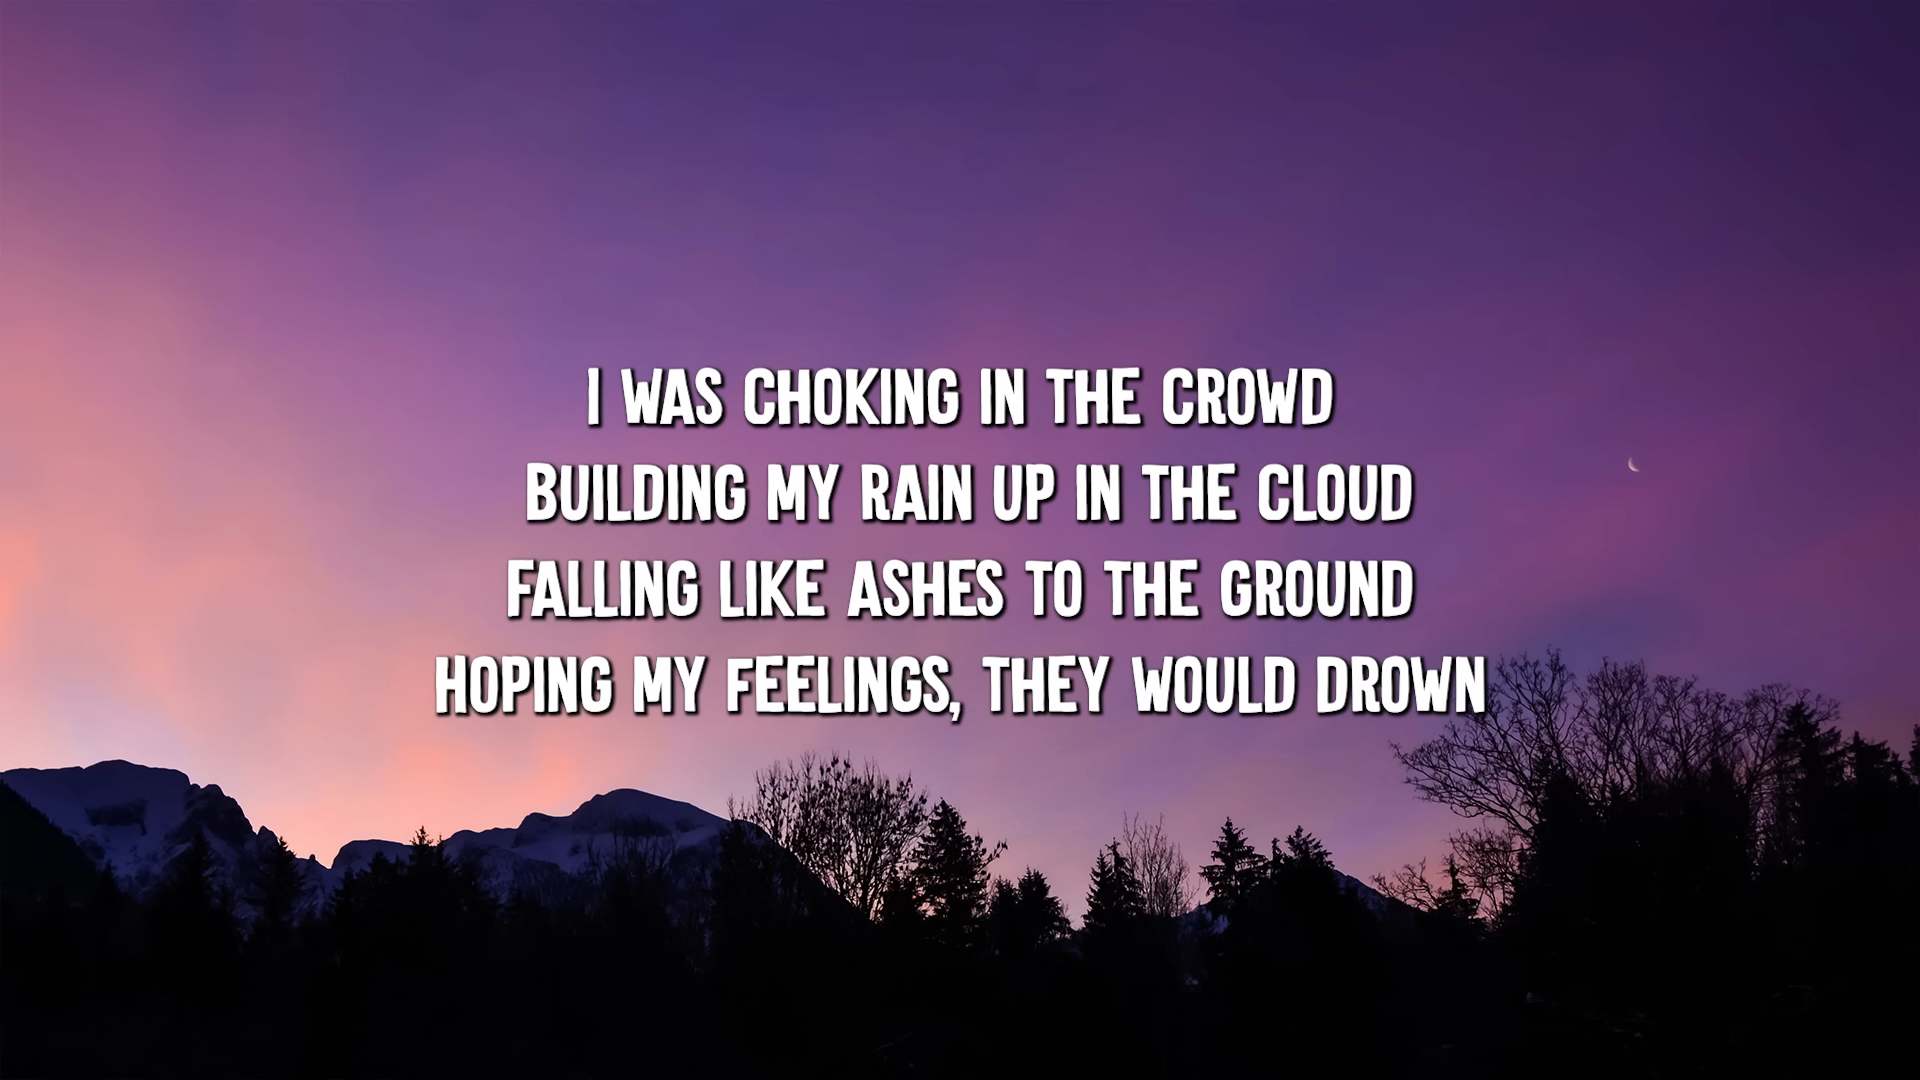 I WAS CHOKING IN THE CROWD
BUILDING MY RAIN UP IN THE CLOUD
FALLING LIKE ASHES TO THE GROUND
HOPING MY FEELINGS, THEY WOULD DROWN